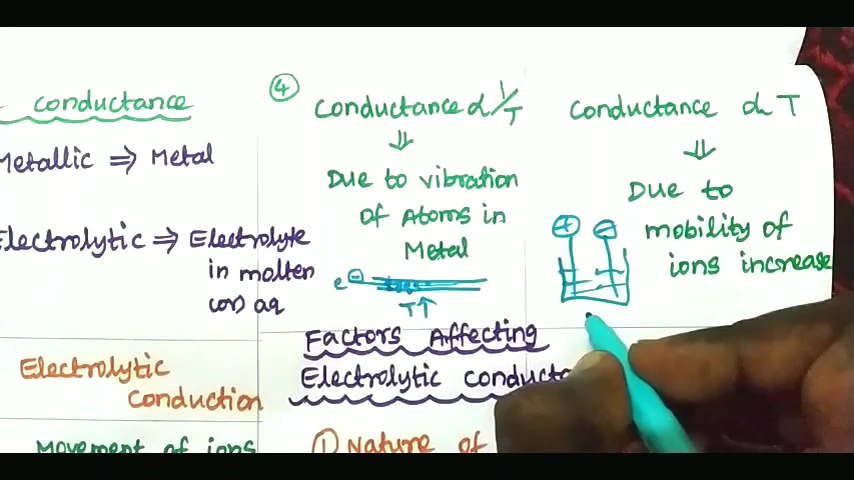 conductance
Metallic ⇒ Metal
Electrolytic ⇒ Electrolyte
in molten
(or) aq
Electrolytic
conduction
Movement of ions
④
conductance α 1/T
⇓
Due to vibration
of Atoms in
Metal
e⊖
T↑
Factors Affecting
Electrolytic conducta
① Nature of
conductance α T
⇓
Due to
mobility of
ions increase
⊕ ⊖